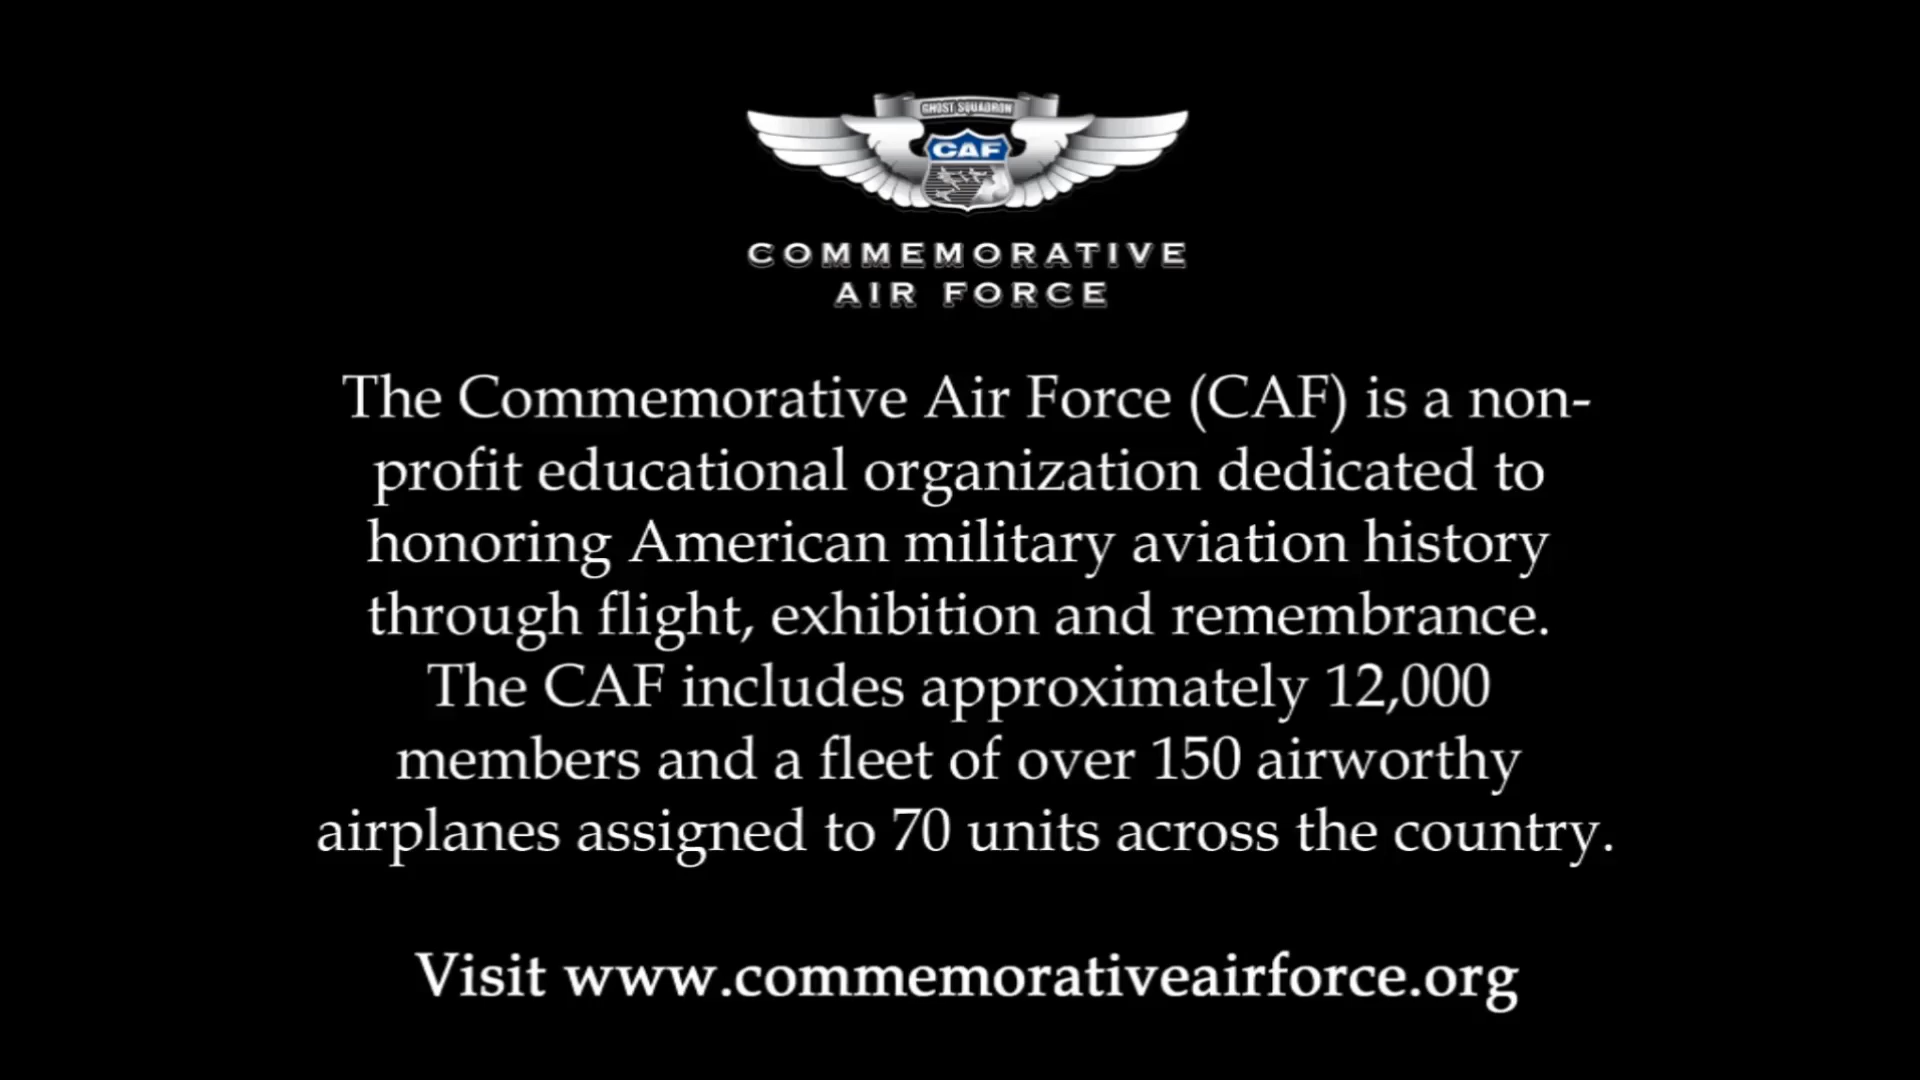 GHOST SQUADRON
CAF
COMMEMORATIVE
AIR FORCE
The Commemorative Air Force (CAF) is a non-
profit educational organization dedicated to
honoring American military aviation history
through flight, exhibition and remembrance.
The CAF includes approximately 12,000
members and a fleet of over 150 airworthy
airplanes assigned to 70 units across the country.
Visit www.commemorativeairforce.org